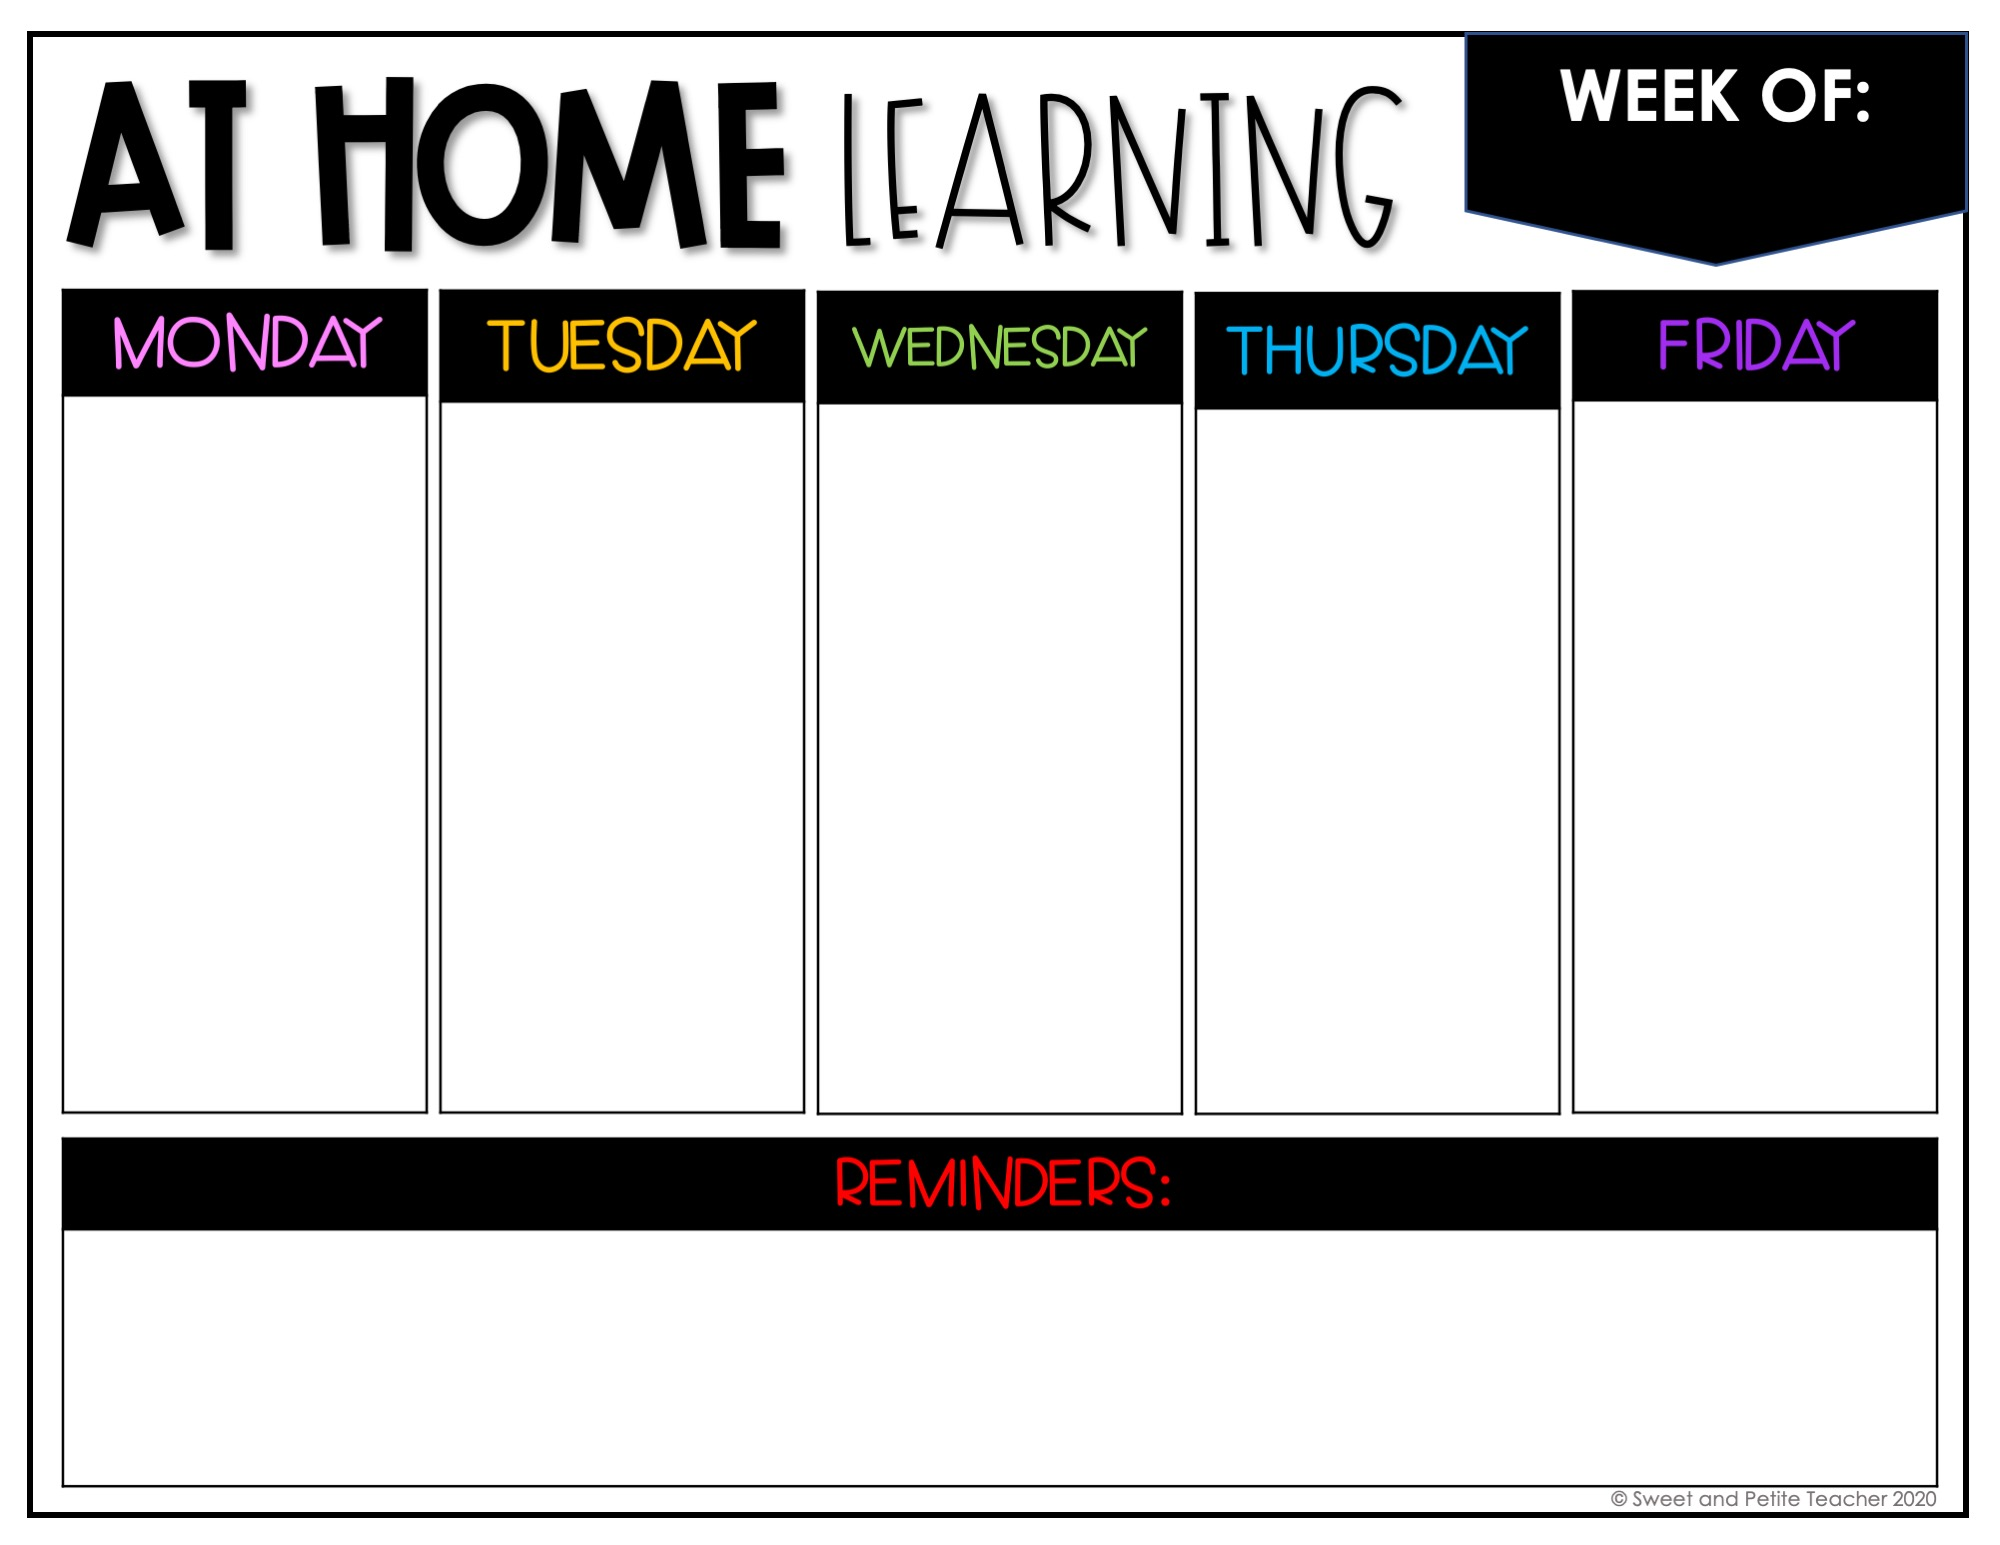 AT HOME LEARNING
WEEK OF:
MONDAY TUESDAY WEDNESDAY THURSDAY FRIDAY
REMINDERS:
© Sweet and Petite Teacher 2020